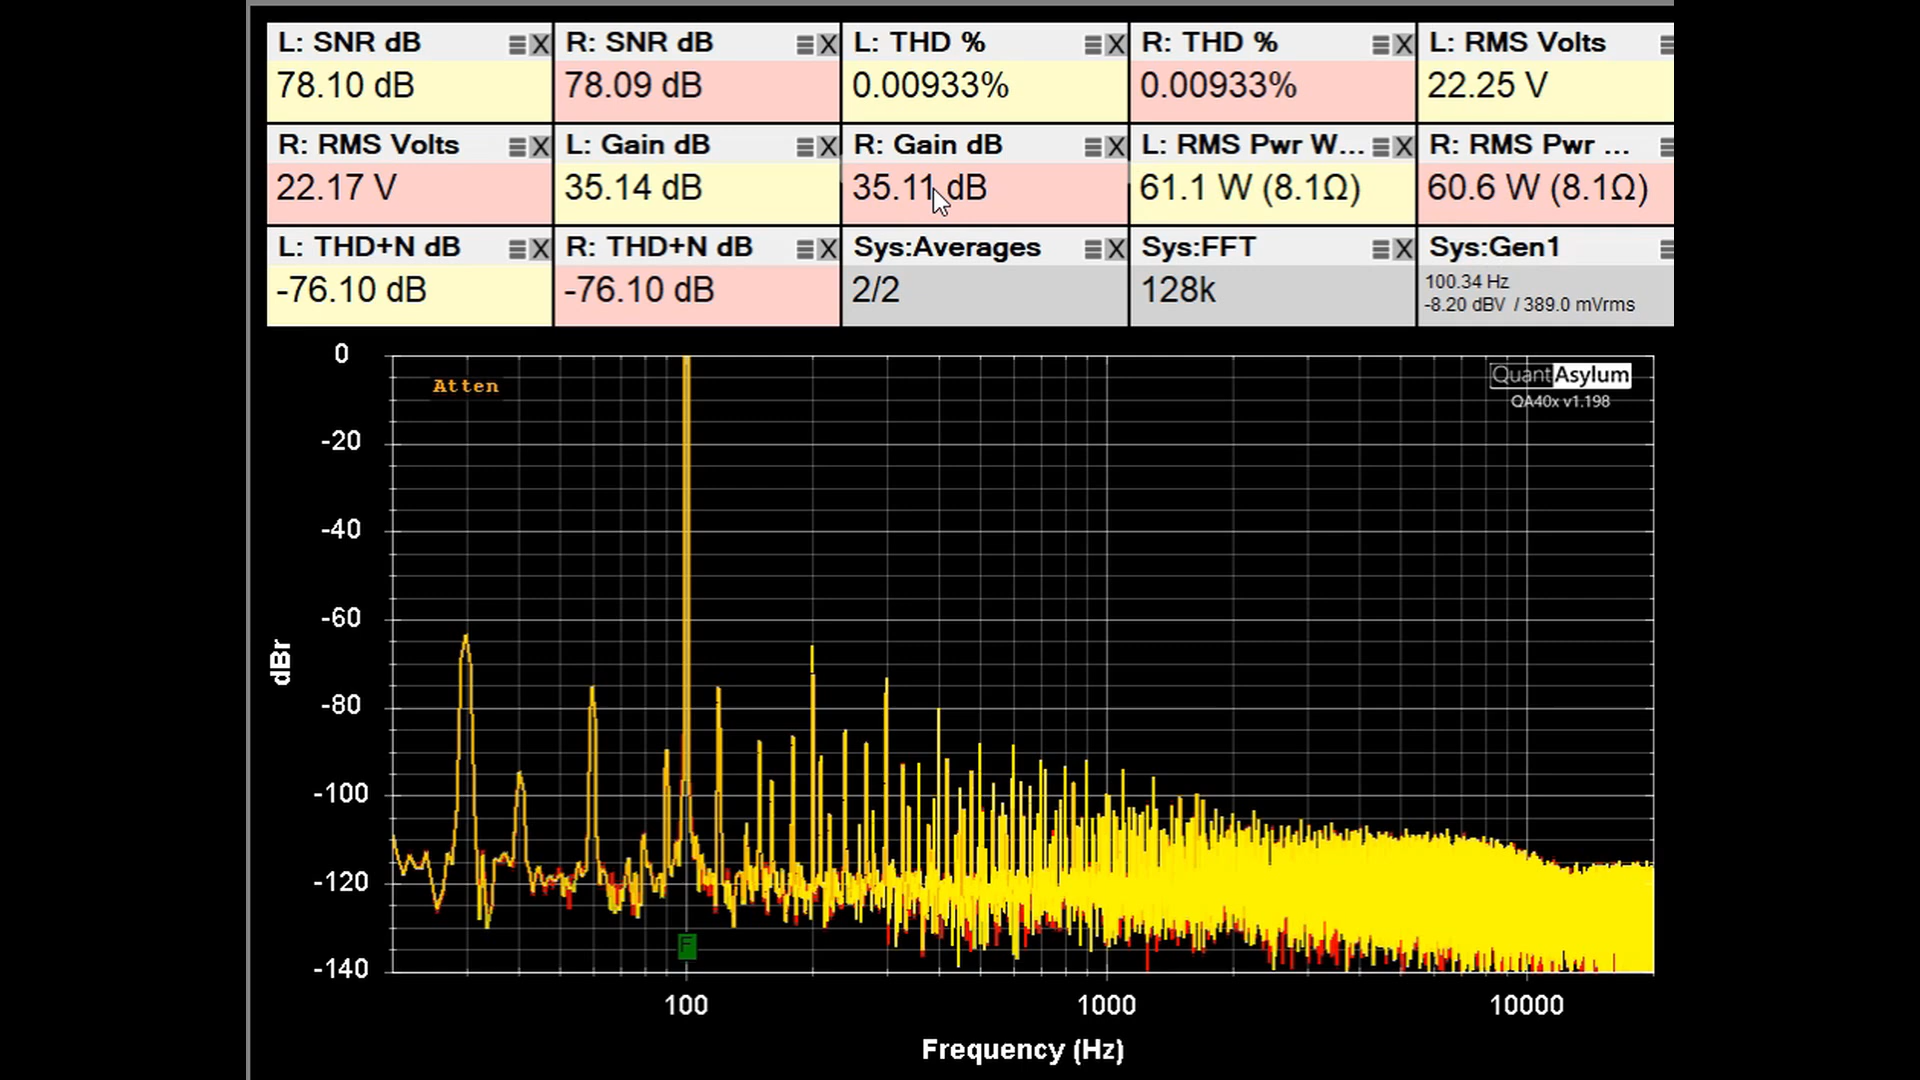 L: SNR dB
78.10 dB
R: SNR dB
78.09 dB
L: THD %
0.00933%
R: THD %
0.00933%
L: RMS Volts
22.25 V
R: RMS Volts
22.17 V
L: Gain dB
35.14 dB
R: Gain dB
35.11 dB
L: RMS Pwr W...
61.1 W (8.1Ω)
R: RMS Pwr ...
60.6 W (8.1Ω)
L: THD+N dB
-76.10 dB
R: THD+N dB
-76.10 dB
Sys:Averages
2/2
Sys:FFT
128k
Sys:Gen1
100.34 Hz
-8.20 dBV / 389.0 mVrms
Atten
QuantAsylum
QA40x v1.198
0
-20
-40
-60
-80
-100
-120
-140
dBr
F
100
1000
10000
Frequency (Hz)